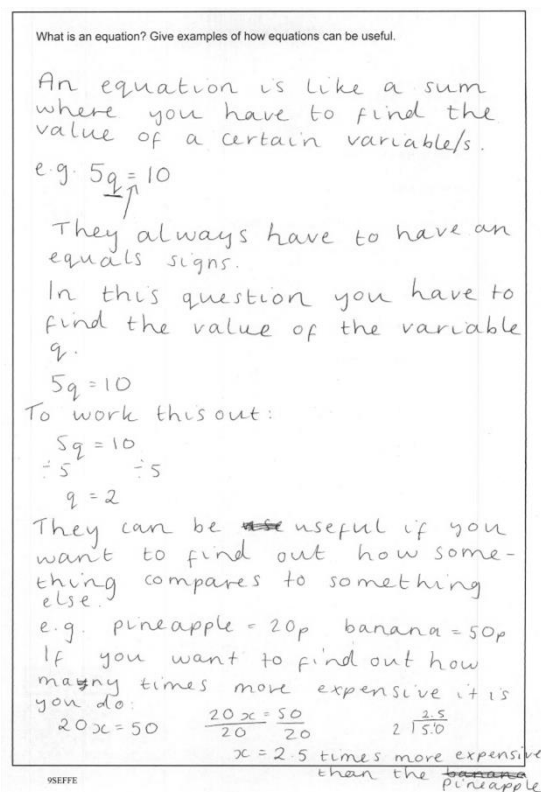 What is an equation? Give examples of how equations can be useful.
An equation is like a sum
where you have to find the
value of a certain variable/s.
e.g. 5q = 10
They always have to have an
equals signs.
In this question you have to
find the value of the variable
q.
5q = 10
To work this out:
5q = 10
÷5 ÷5
q = 2
They can be useful if you
want to find out how some-
thing compares to something
else.
e.g. pineapple = 20p banana = 50p
If you want to find out how
many times more expensive it is
you do:
20x = 50 20x/20 = 50/20 2.5
2 5.0
x = 2.5 times more expensive
than the banana
pineapple
9SEFFE